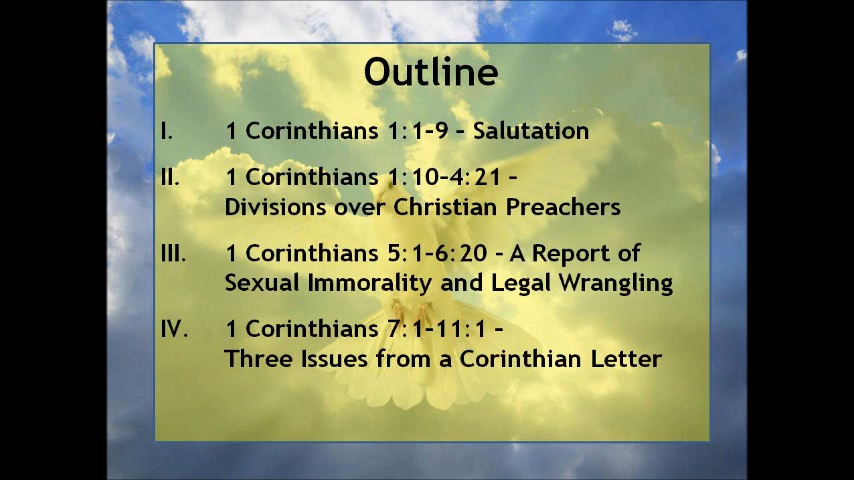 Outline
I. 1 Corinthians 1:1–9 – Salutation
II. 1 Corinthians 1:10–4:21 –
Divisions over Christian Preachers
III. 1 Corinthians 5:1–6:20 - A Report of
Sexual Immorality and Legal Wrangling
IV. 1 Corinthians 7:1–11:1 –
Three Issues from a Corinthian Letter